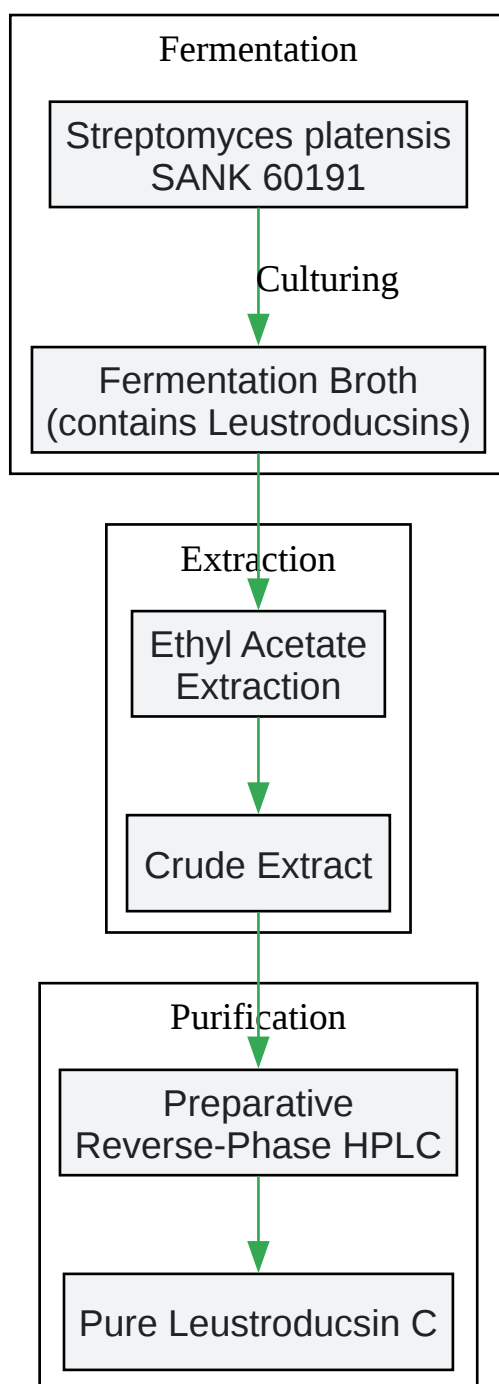 Fermentation
Streptomyces platensis
SANK 60191
Culturing
Fermentation Broth
(contains Leustroducsins)
Extraction
Ethyl Acetate
Extraction
Crude Extract
Purification
Preparative
Reverse-Phase HPLC
Pure Leustroducsin C